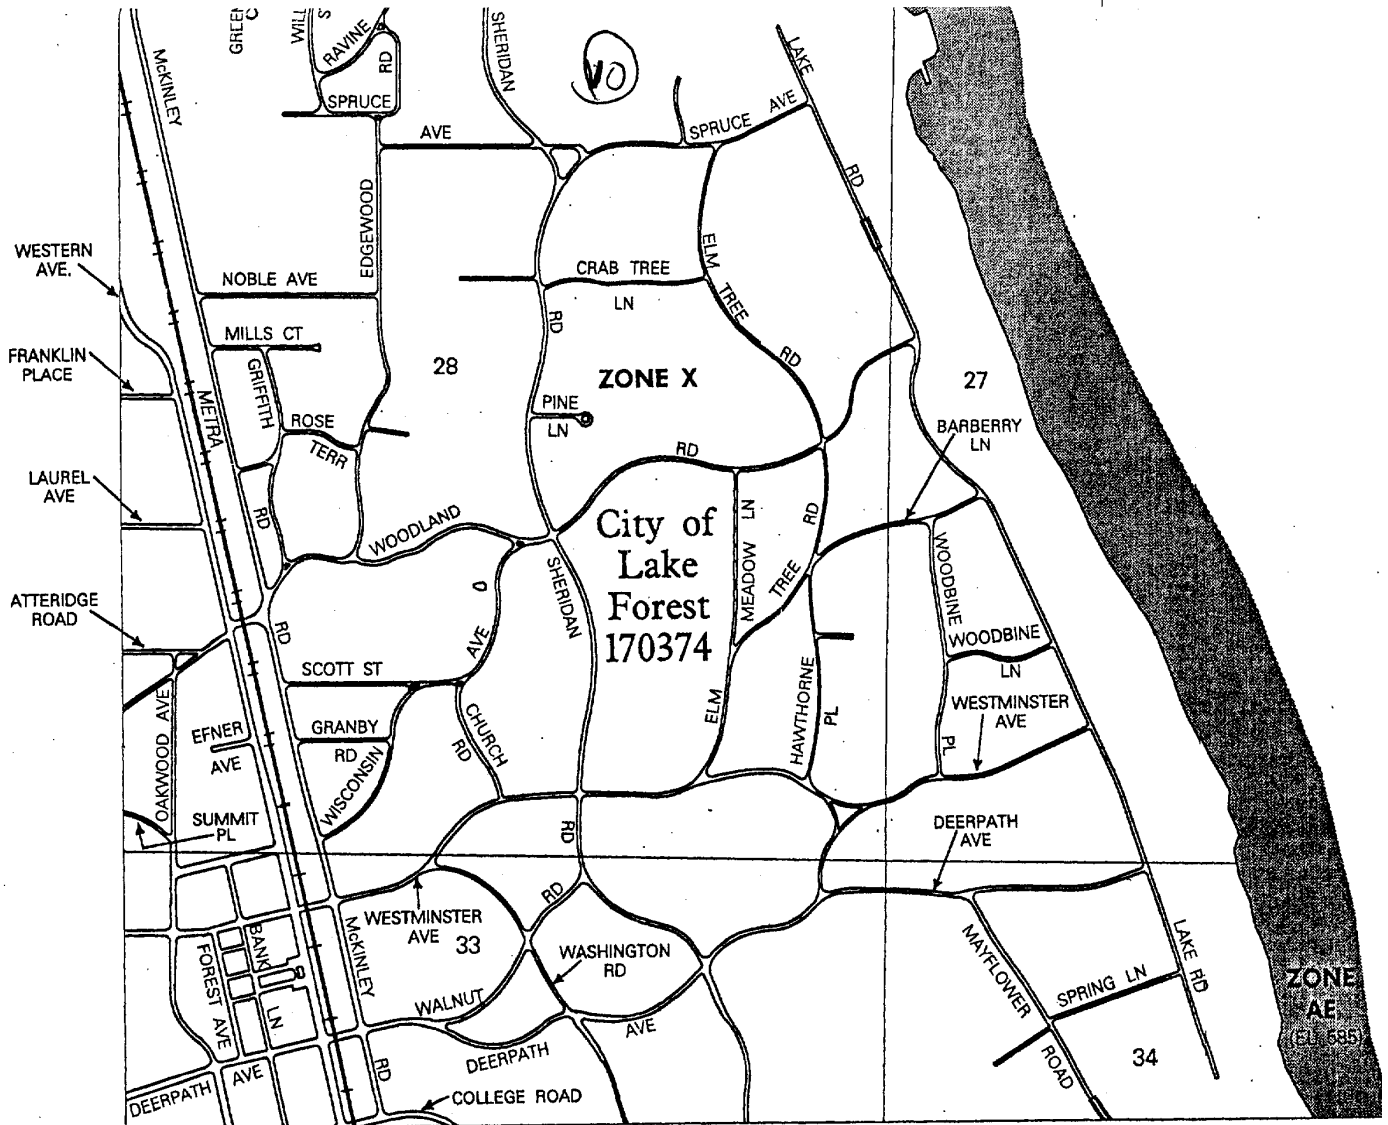 RAVINE
RD
SPRUCE
McKINLEY
SHERIDAN
LAKE
AVE
SPRUCE AVE
RD
EDGEWOOD
WESTERN
AVE.
NOBLE AVE
CRAB TREE
LN
ELM
TREE
RD
RD
MILLS CT
FRANKLIN
PLACE
GRIFFITH
28
ZONE X
27
METRA
ROSE
TERR
PINE
LN
BARBERRY
LN
RD
LAUREL
AVE
RD
WOODLAND
City of
Lake
Forest
170374
MEADOW LN
TREE RD
WOODBINE
SHERIDAN
ATTERIDGE
ROAD
RD
AVE
SCOTT ST
WOODBINE
LN
OAKWOOD AVE
EFNER
AVE
GRANBY
RD
WISCONSIN
CHURCH
RD
ELM
HAWTHORNE
PL
WESTMINSTER
AVE
PL
SUMMIT
PL
RD
DEERPATH
AVE
RD
WESTMINSTER
AVE
33
McKINLEY
BANK
LN
FOREST AVE
WASHINGTON
RD
MAYFLOWER
LAKE RD
SPRING LN
ZONE
AE
(EL 585)
WALNUT
AVE
DEERPATH
RD
ROAD
34
DEERPATH AVE
COLLEGE ROAD